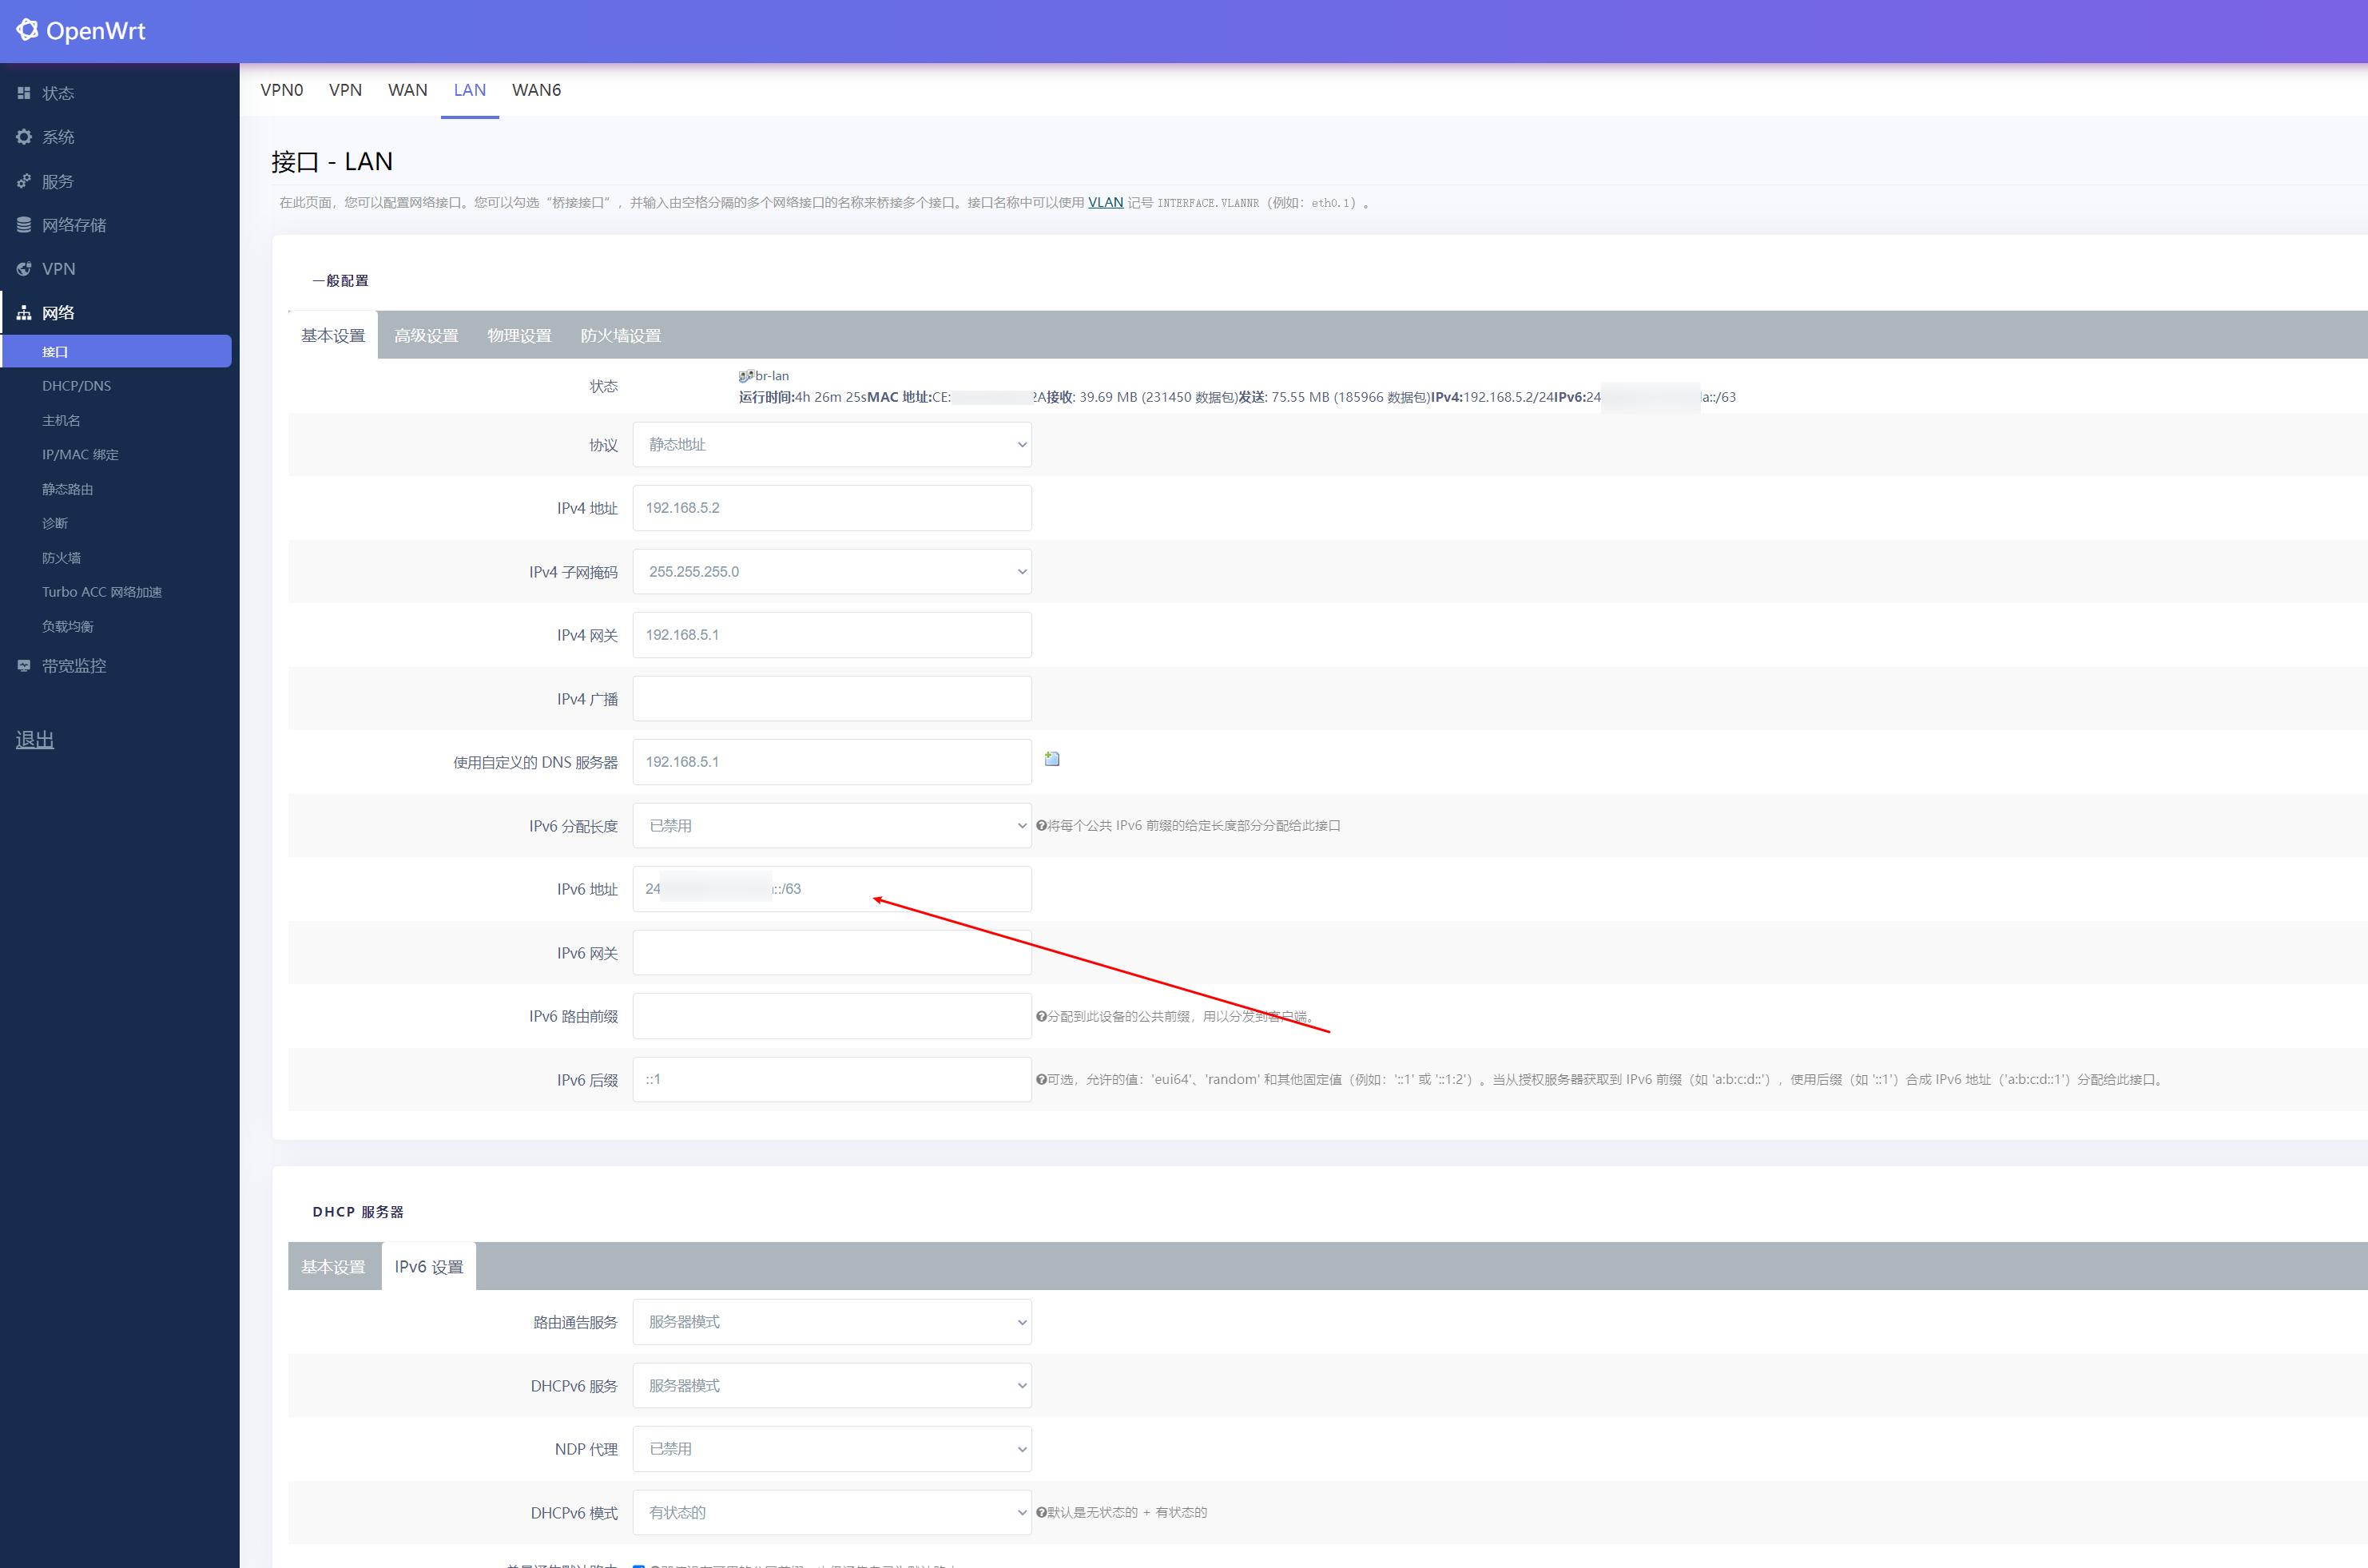 OpenWrt
状态
系统
服务
网络存储
VPN
网络
接口
DHCP/DNS
主机名
IP/MAC 绑定
静态路由
诊断
防火墙
Turbo ACC 网络加速
负载均衡
带宽监控
退出
VPN0 VPN WAN LAN WAN6
接口 - LAN
在此页面，您可以配置网络接口。您可以勾选“桥接接口”，并输入由空格分隔的多个网络接口的名称来桥接多个接口。接口名称中可以使用 VLAN 记号 INTERFACE.VLANNR（例如：eth0.1）。
一般配置
基本设置 高级设置 物理设置 防火墙设置
状态 br-lan
运行时间:4h 26m 25sMAC 地址:CE: 2A接收: 39.69 MB (231450 数据包)发送: 75.55 MB (185966 数据包)IPv4:192.168.5.2/24IPv6:24 a::/63
协议 静态地址
IPv4 地址 192.168.5.2
IPv4 子网掩码 255.255.255.0
IPv4 网关 192.168.5.1
IPv4 广播
使用自定义的 DNS 服务器 192.168.5.1
IPv6 分配长度 已禁用 将每个公共 IPv6 前缀的给定长度部分分配给此接口
IPv6 地址 24 ::/63
IPv6 网关
IPv6 路由前缀 分配到此设备的公共前缀，用以分发到客户端。
IPv6 后缀 ::1 可选，允许的值：'eui64'、'random' 和其他固定值（例如：'::1' 或 '::1:2'）。当从授权服务器获取到 IPv6 前缀（如 'a:b:c:d::'），使用后缀（如 '::1'）合成 IPv6 地址（'a:b:c:d::1'）分配给此接口。
DHCP 服务器
基本设置 IPv6 设置
路由通告服务 服务器模式
DHCPv6 服务 服务器模式
NDP 代理 已禁用
DHCPv6 模式 有状态的 默认是无状态的 + 有状态的